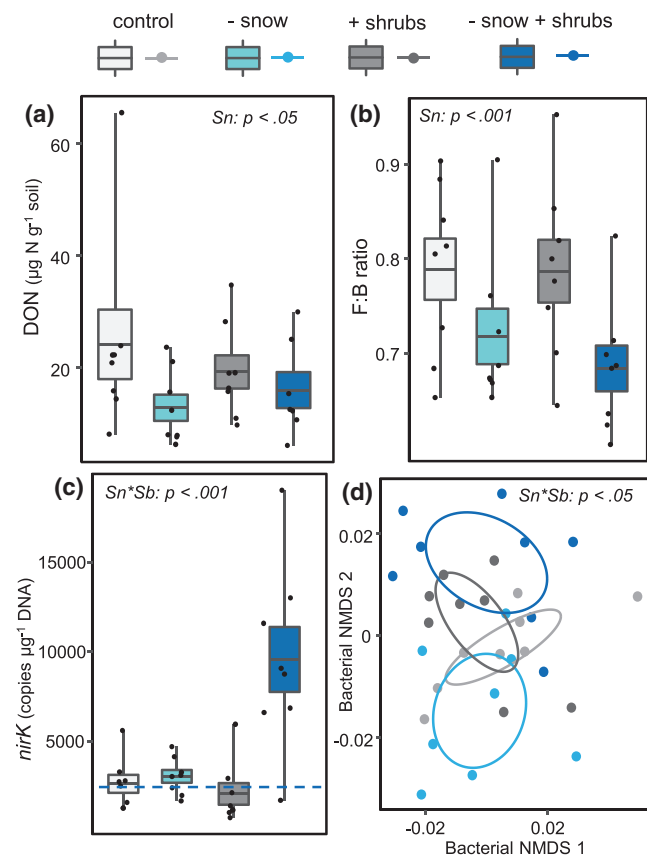 control - snow + shrubs - snow + shrubs
(a) Sn: p < .05
DON (µg N g-1 soil)
60
40
20
(b) Sn: p < .001
F:B ratio
0.9
0.8
0.7
(c) Sn*Sb: p < .001
nirK (copies µg-1 DNA)
15000
10000
5000
(d) Sn*Sb: p < .05
Bacterial NMDS 2
0.02
0
-0.02
-0.02 0.02
Bacterial NMDS 1